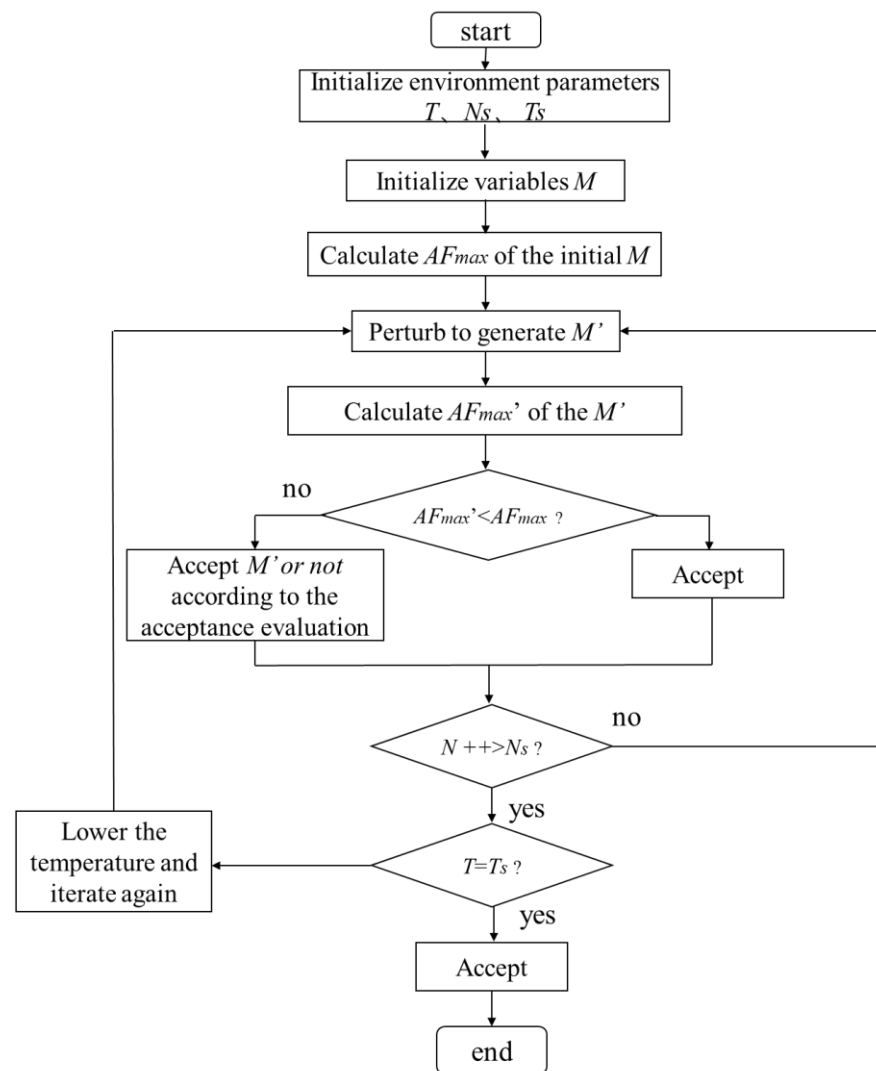 start
Initialize environment parameters
T、Ns、 Ts
Initialize variables M
Calculate AFmax of the initial M
Perturb to generate M’
Calculate AFmax’ of the M’
no
AFmax’<AFmax ?
Accept M’ or not
according to the
acceptance evaluation
Accept
no
N ++>Ns ?
yes
Lower the
temperature and
iterate again
T=Ts ?
yes
Accept
end